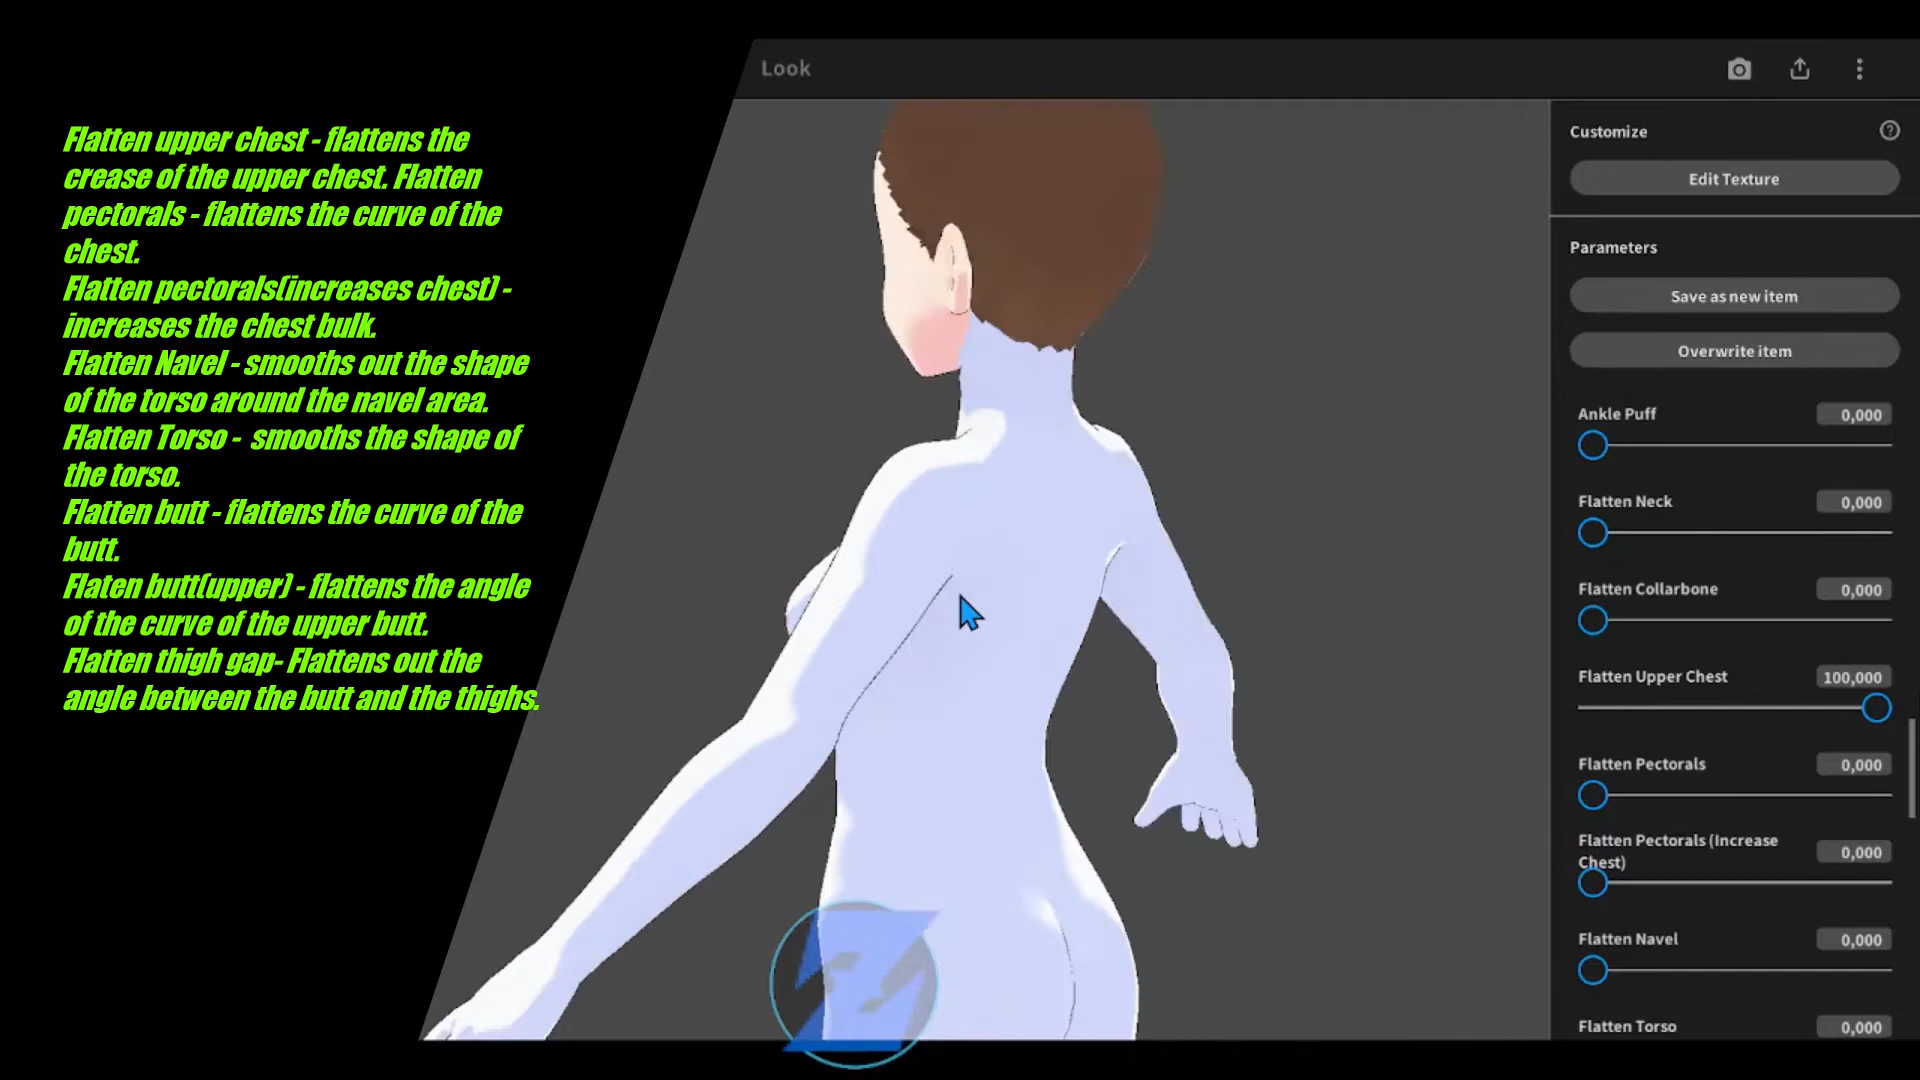 Look
Flatten upper chest - flattens the
crease of the upper chest. Flatten
pectorals - flattens the curve of the
chest.
Flatten pectorals(increases chest) -
increases the chest bulk.
Flatten Navel - smooths out the shape
of the torso around the navel area.
Flatten Torso -  smooths the shape of
the torso.
Flatten butt - flattens the curve of the
butt.
Flaten butt(upper) - flattens the angle
of the curve of the upper butt.
Flatten thigh gap- Flattens out the
angle between the butt and the thighs.
Customize
Edit Texture
Parameters
Save as new item
Overwrite item
Ankle Puff 0,000
Flatten Neck 0,000
Flatten Collarbone 0,000
Flatten Upper Chest 100,000
Flatten Pectorals 0,000
Flatten Pectorals (Increase
Chest) 0,000
Flatten Navel 0,000
Flatten Torso 0,000